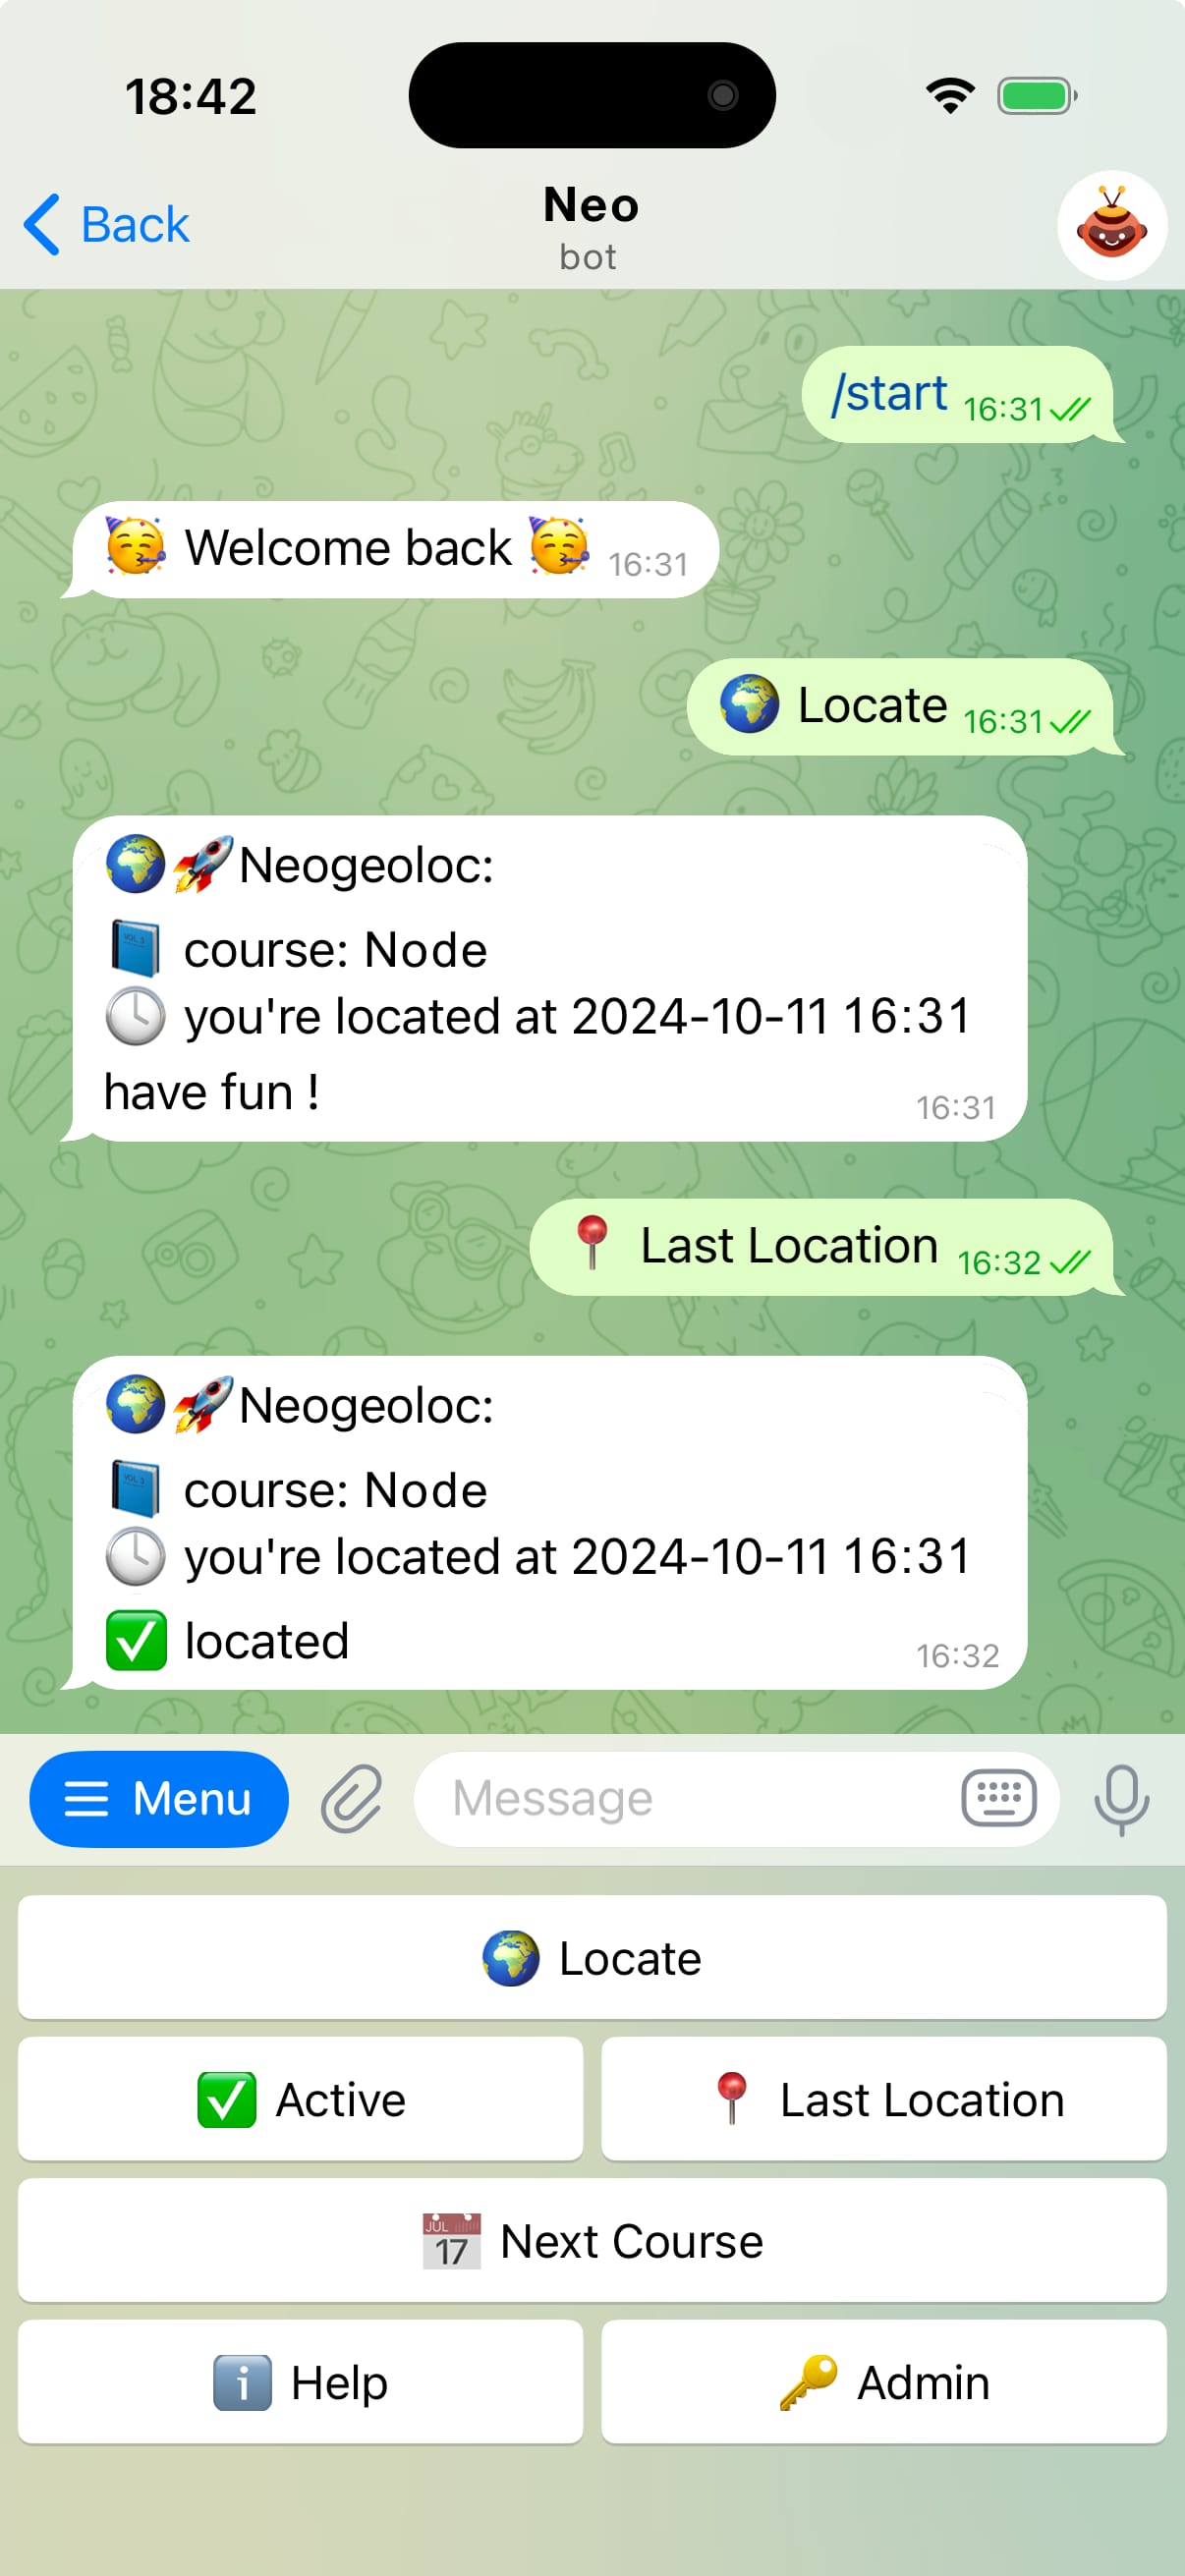 18:42
Back
Neo
bot
/start 16:31
🥳 Welcome back 🥳 16:31
🌍 Locate 16:31
🌍🚀Neogeoloc:
📘 course: Node
🕓 you're located at 2024-10-11 16:31
have fun ! 16:31
📍 Last Location 16:32
🌍🚀Neogeoloc:
📘 course: Node
🕓 you're located at 2024-10-11 16:31
✅ located 16:32
Menu
Message
🌍 Locate
✅ Active
📍 Last Location
📅 Next Course
ℹ️ Help
🔑 Admin